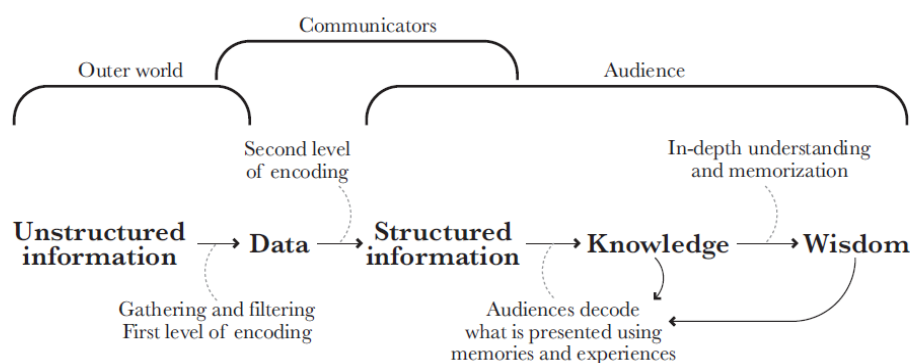 Communicators
Outer world
Audience
Second level
of encoding
In-depth understanding
and memorization
Unstructured
information
Data
Structured
information
Knowledge
Wisdom
Gathering and filtering
First level of encoding
Audiences decode
what is presented using
memories and experiences